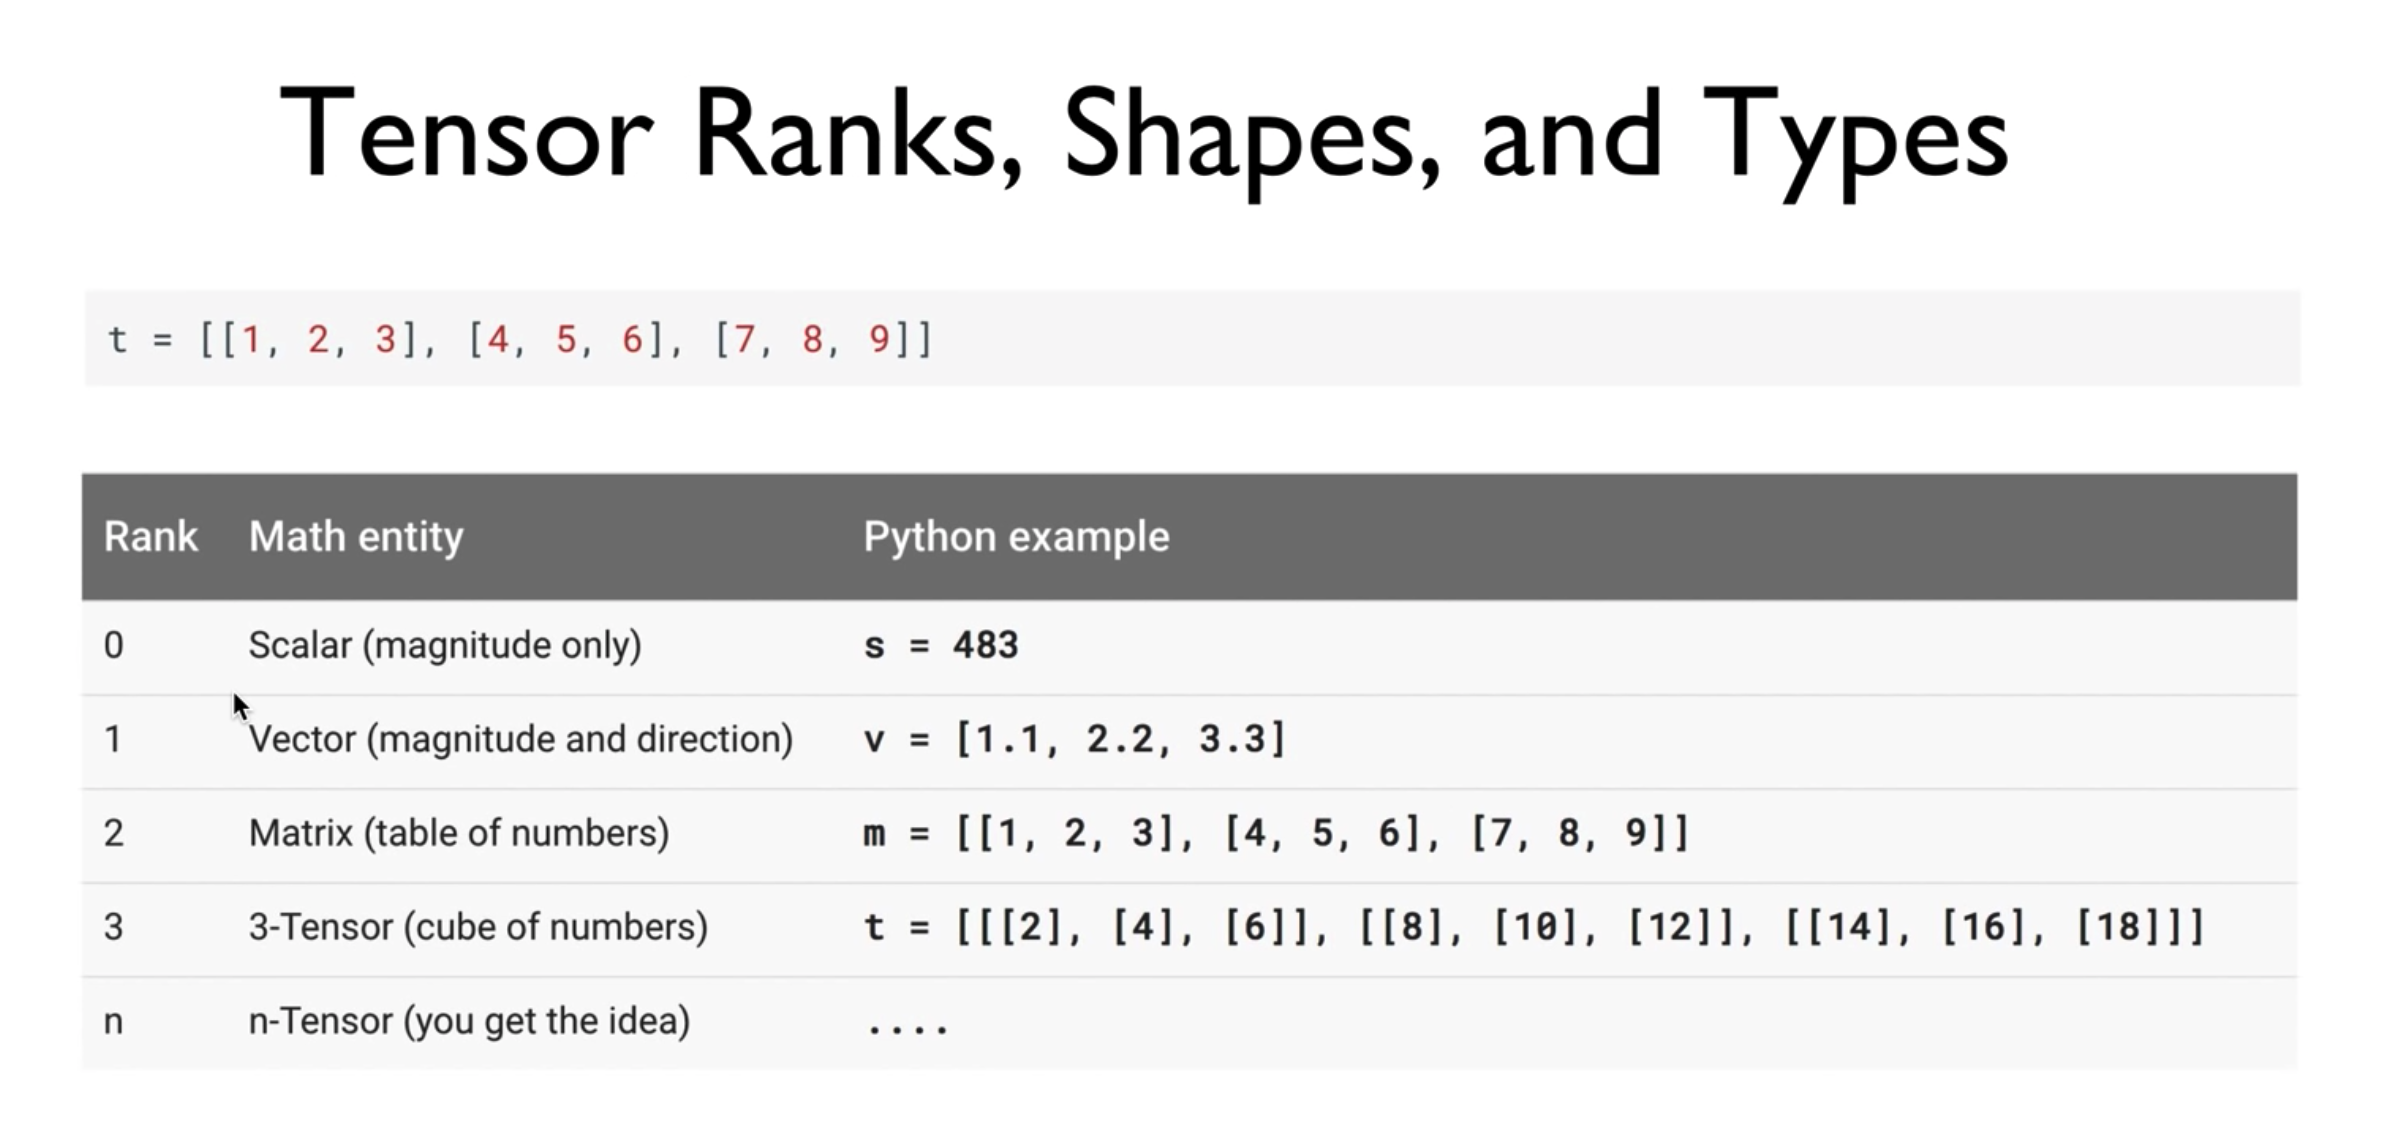 Tensor Ranks, Shapes, and Types
t = [[1, 2, 3], [4, 5, 6], [7, 8, 9]]
Rank Math entity Python example
0 Scalar (magnitude only) s = 483
1 Vector (magnitude and direction) v = [1.1, 2.2, 3.3]
2 Matrix (table of numbers) m = [[1, 2, 3], [4, 5, 6], [7, 8, 9]]
3 3-Tensor (cube of numbers) t = [[[2], [4], [6]], [[8], [10], [12]], [[14], [16], [18]]]
n n-Tensor (you get the idea) ....